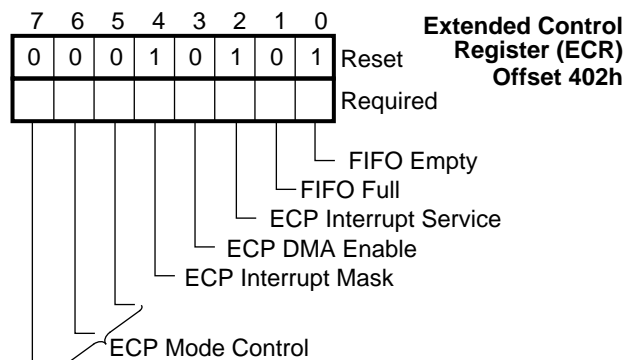 7 6 5 4 3 2 1 0
Extended Control
Register (ECR)
Offset 402h
0 0 0 1 0 1 0 1 Reset
Required
FIFO Empty
FIFO Full
ECP Interrupt Service
ECP DMA Enable
ECP Interrupt Mask
ECP Mode Control